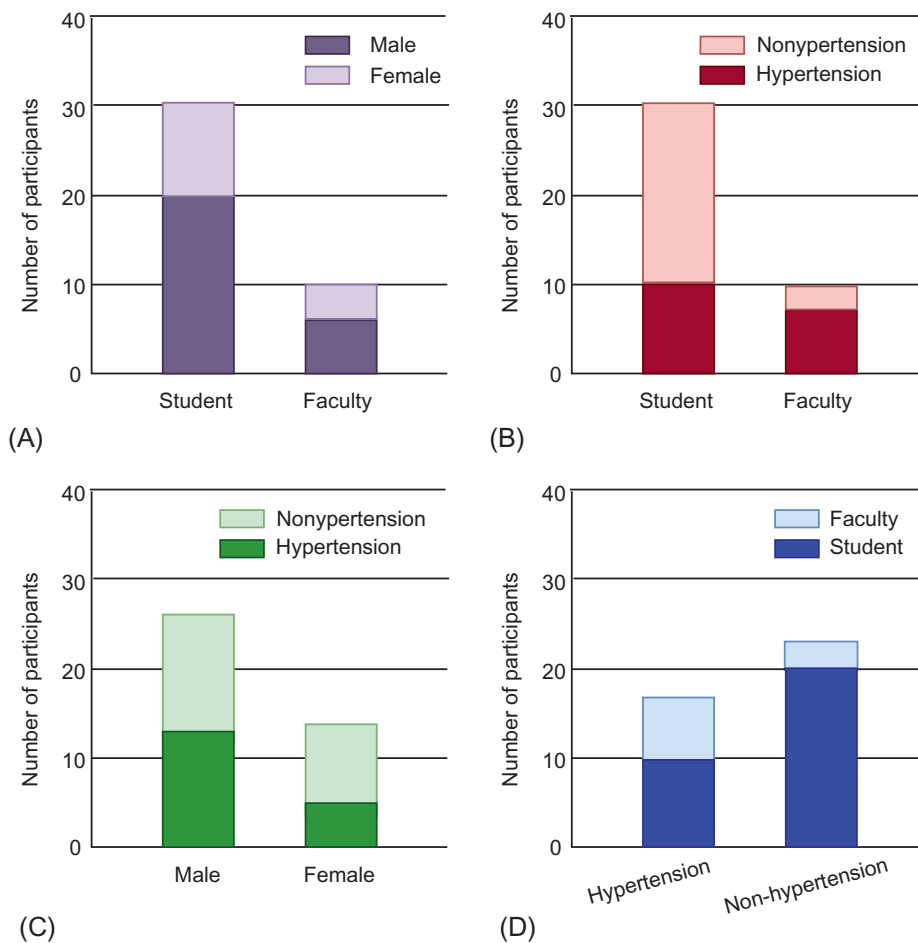 40
30
20
10
0
Number of participants
Male
Female
Student
Faculty
(A)
40
30
20
10
0
Number of participants
Nonypertension
Hypertension
Student
Faculty
(B)
40
30
20
10
0
Number of participants
Nonypertension
Hypertension
Male
Female
(C)
40
30
20
10
0
Number of participants
Faculty
Student
Hypertension
Non-hypertension
(D)